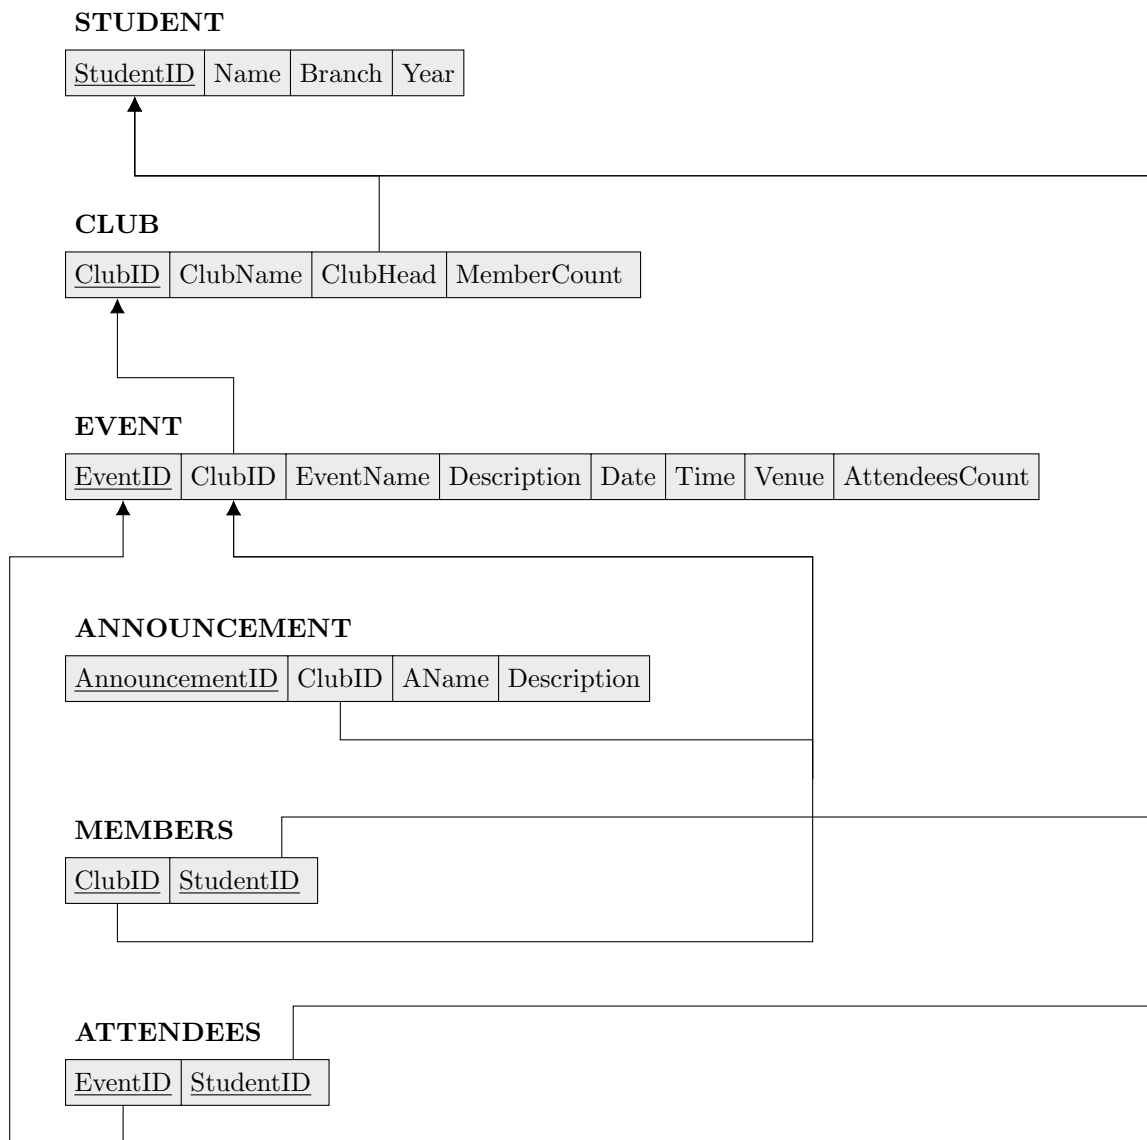 STUDENT
StudentID Name Branch Year
CLUB
ClubID ClubName ClubHead MemberCount
EVENT
EventID ClubID EventName Description Date Time Venue AttendeesCount
ANNOUNCEMENT
AnnouncementID ClubID AName Description
MEMBERS
ClubID StudentID
ATTENDEES
EventID StudentID